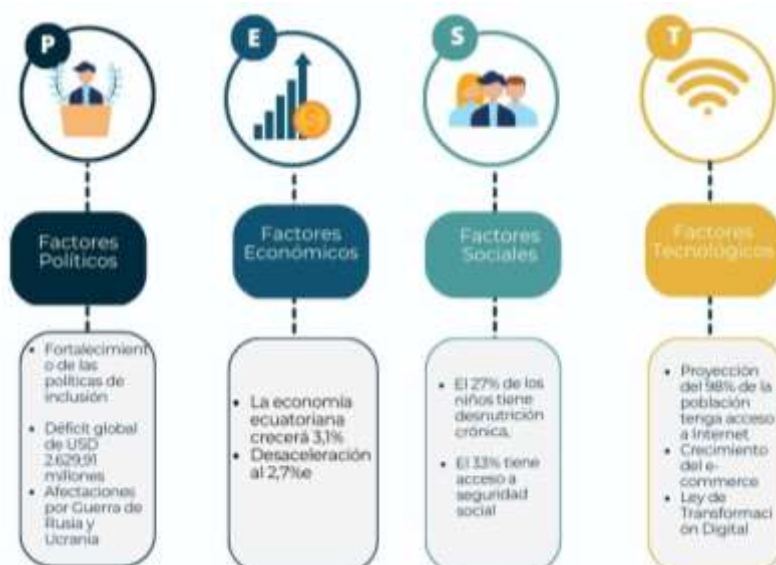 P
Factores
Políticos
• Fortalecimient
o de las
políticas de
inclusión
• Déficit global
de USD
2.629,91
millones
• Afectaciones
por Guerra de
Rusia y
Ucrania
E
Factores
Económicos
• La economía
ecuatoriana
crecerá 3,1%
• Desaceleración
al 2,7%e
S
Factores
Sociales
• El 27% de los
niños tiene
desnutrición
crónica,
• El 33% tiene
acceso a
seguridad
social
T
Factores
Tecnológicos
• Proyección
del 98% de la
población
tenga acceso
a Internet
• Crecimiento
del e-
commerce
• Ley de
Transformaci
ón Digital